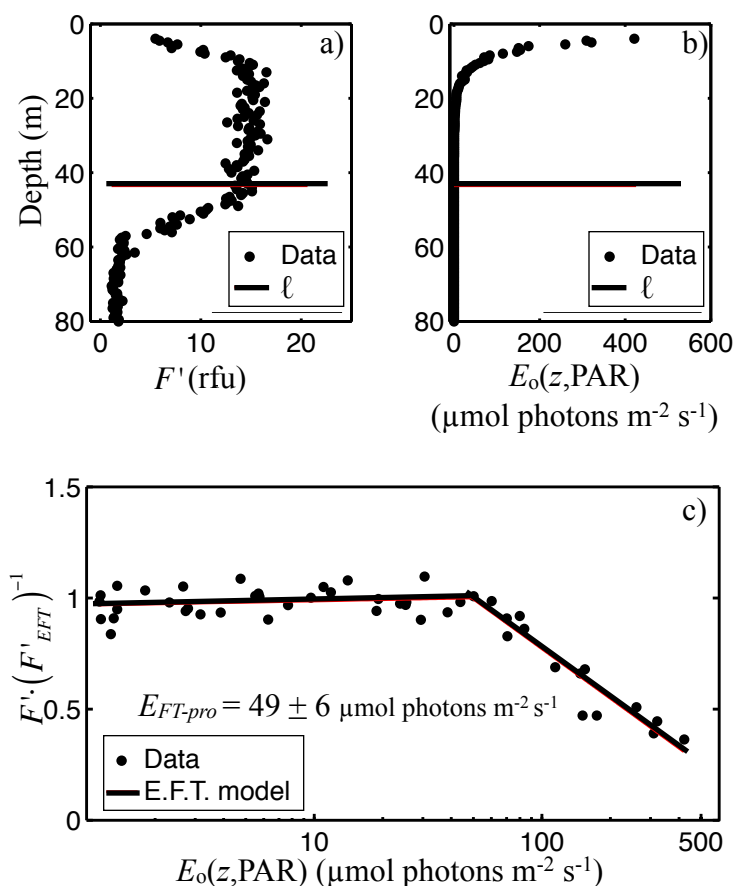 0
20
40
60
80
Depth (m)
a)
Data
ℓ
0 10 20
F' (rfu)
0
20
40
60
80
b)
Data
ℓ
0 200 400 600
Eo(z,PAR)
(µmol photons m-2 s-1)
1.5
1
0.5
0
F'·(F'EFT)−1
c)
EFT-pro = 49 ± 6 µmol photons m-2 s-1
Data
E.F.T. model
10 100 500
Eo(z,PAR) (µmol photons m-2 s-1)